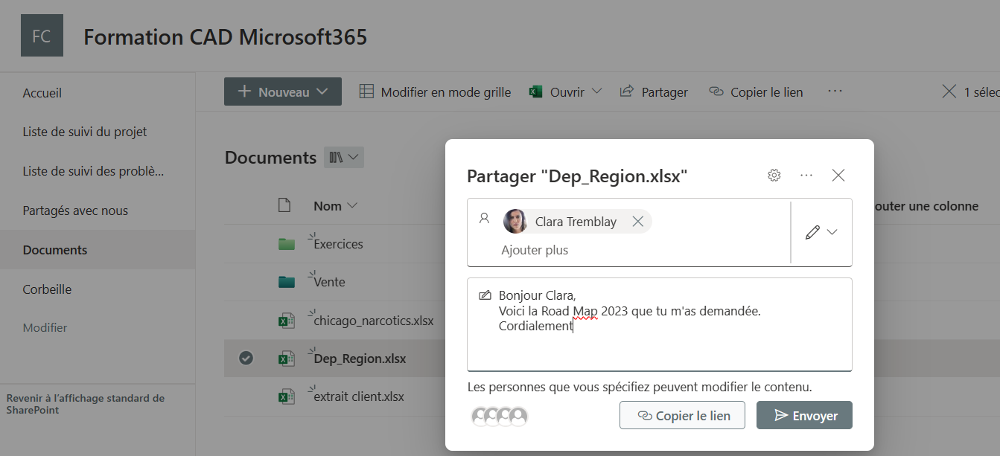 FC
Formation CAD Microsoft365
Accueil
Liste de suivi du projet
Liste de suivi des problè...
Partagés avec nous
Documents
Corbeille
Modifier
Revenir à l'affichage standard de
SharePoint
Nouveau
Modifier en mode grille
Ouvrir
Partager
Copier le lien
...
1 sélec
Documents
Nom
outer une colonne
Exercices
Vente
chicago_narcotics.xlsx
Dep_Region.xlsx
extrait client.xlsx
Partager "Dep_Region.xlsx"
...
Clara Tremblay
Ajouter plus
Bonjour Clara,
Voici la Road Map 2023 que tu m'as demandée.
Cordialement
Les personnes que vous spécifiez peuvent modifier le contenu.
Copier le lien
Envoyer